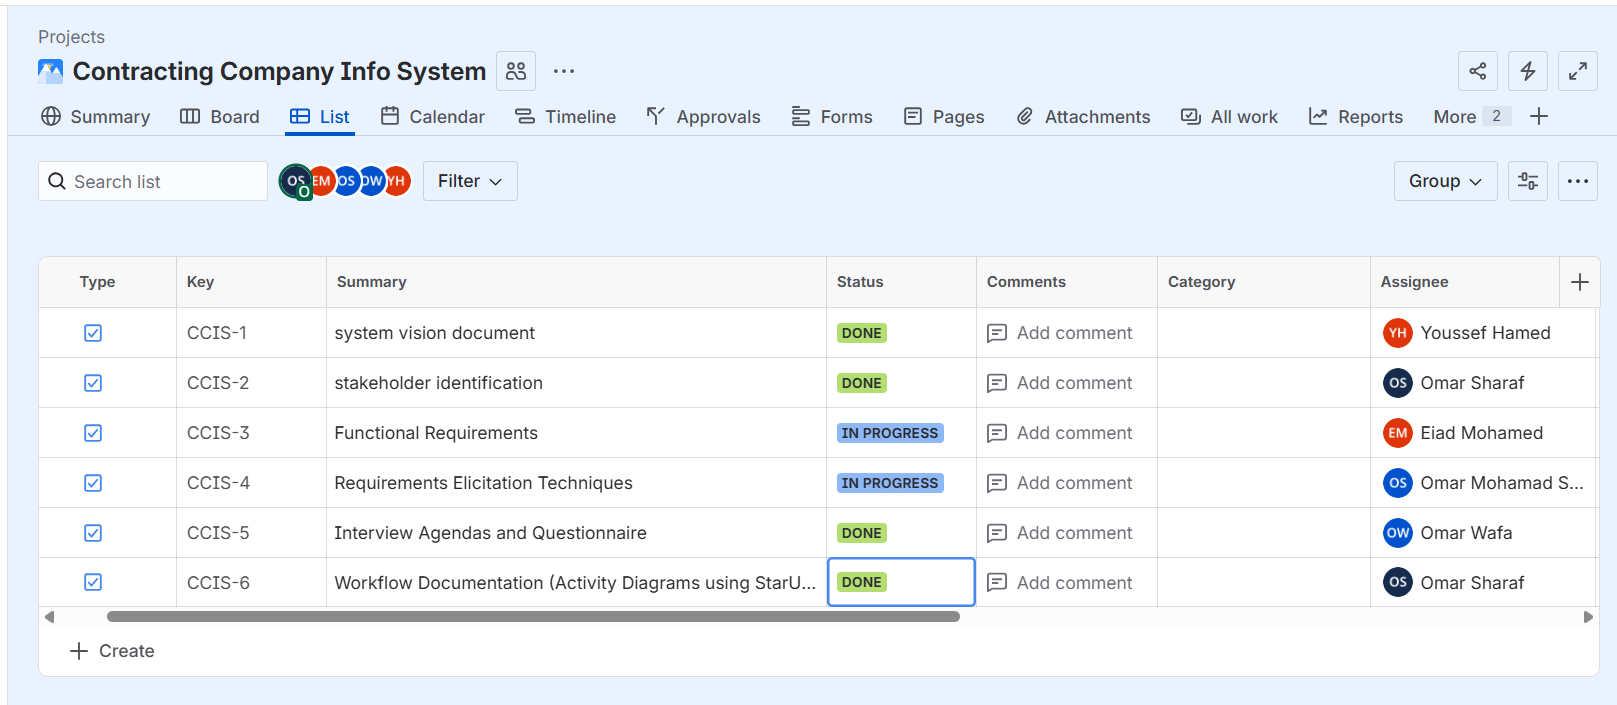 Projects
Contracting Company Info System
Summary Board List Calendar Timeline Approvals Forms Pages Attachments All work Reports More 2
Search list OS O EM OS OW YH Filter Group
Type Key Summary Status Comments Category Assignee
CCIS-1 system vision document DONE Add comment YH Youssef Hamed
CCIS-2 stakeholder identification DONE Add comment OS Omar Sharaf
CCIS-3 Functional Requirements IN PROGRESS Add comment EM Eiad Mohamed
CCIS-4 Requirements Elicitation Techniques IN PROGRESS Add comment OS Omar Mohamad S...
CCIS-5 Interview Agendas and Questionnaire DONE Add comment OW Omar Wafa
CCIS-6 Workflow Documentation (Activity Diagrams using StarU... DONE Add comment OS Omar Sharaf
Create